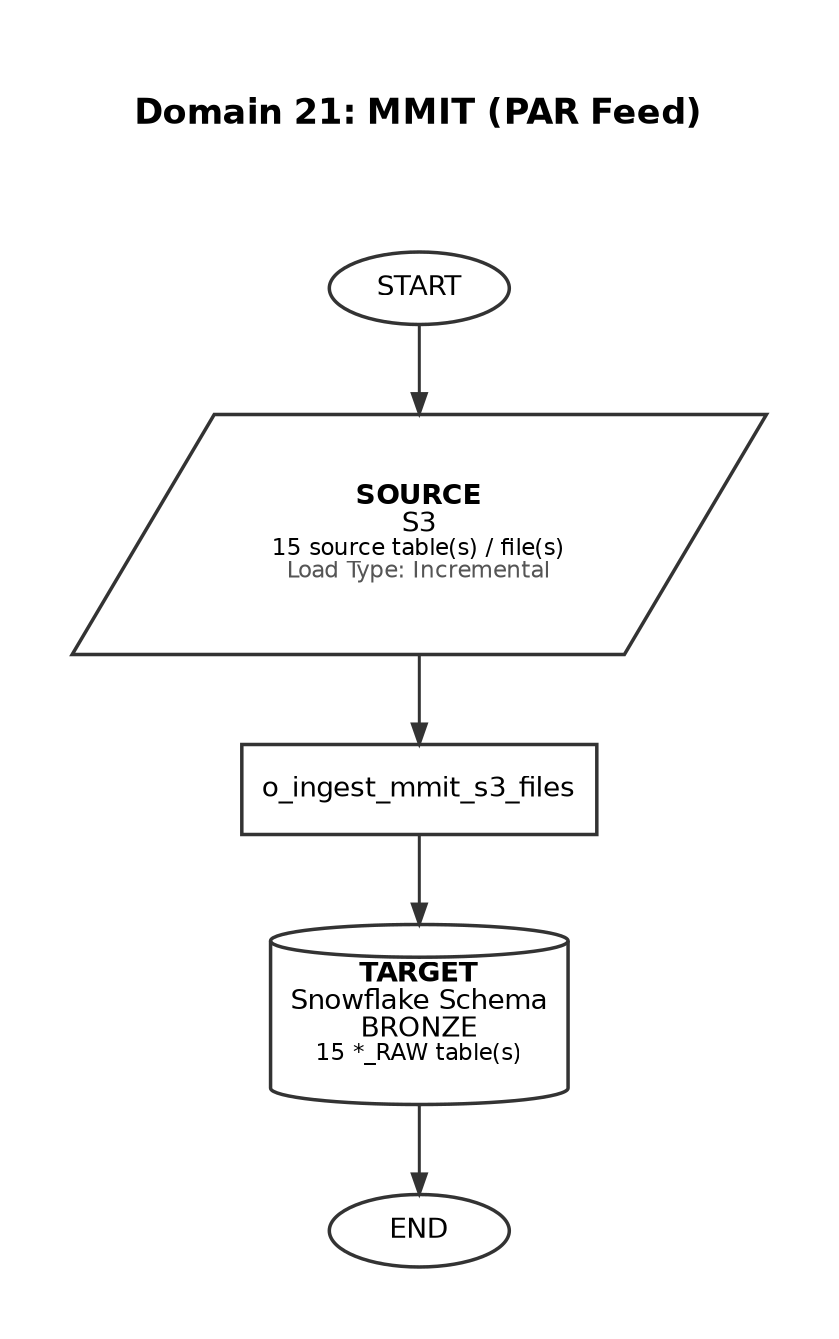 Domain 21: MMIT (PAR Feed)
START
SOURCE
S3
15 source table(s) / file(s)
Load Type: Incremental
o_ingest_mmit_s3_files
TARGET
Snowflake Schema
BRONZE
15 *_RAW table(s)
END